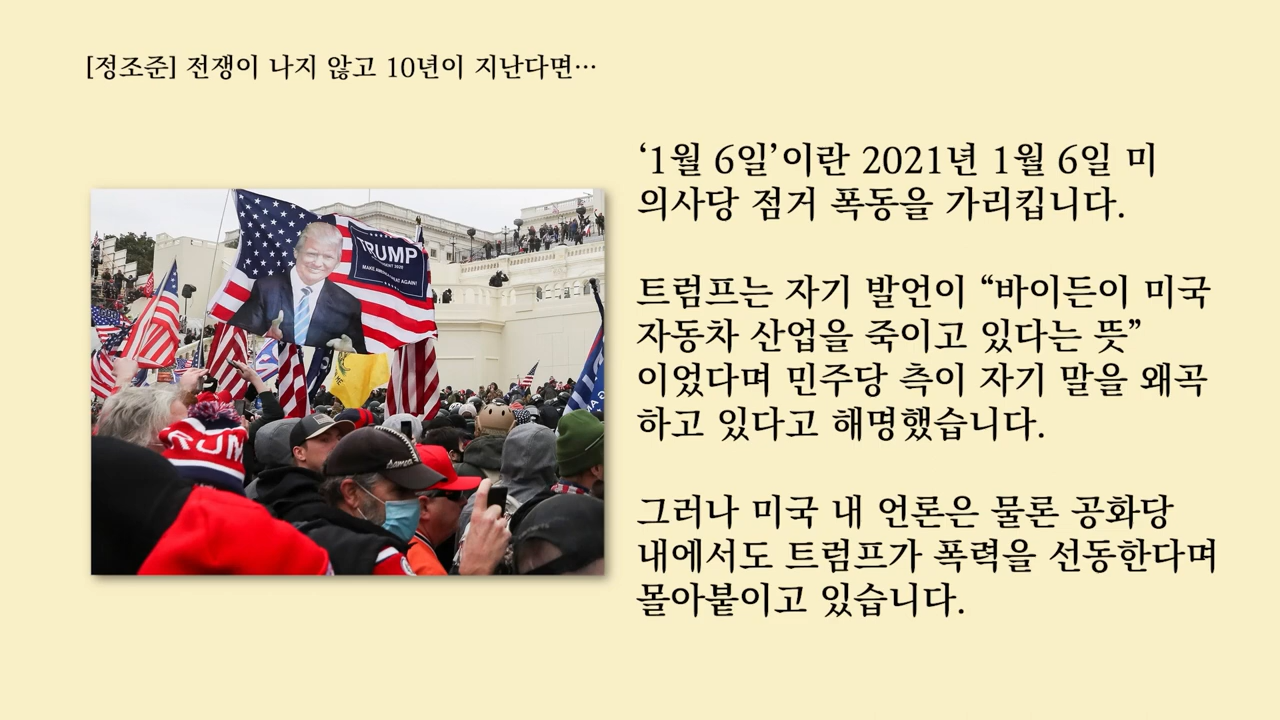 [정조준] 전쟁이 나지 않고 10년이 지난다면…
‘1월 6일’이란 2021년 1월 6일 미
의사당 점거 폭동을 가리킵니다.
트럼프는 자기 발언이 “바이든이 미국
자동차 산업을 죽이고 있다는 뜻”
이었다며 민주당 측이 자기 말을 왜곡
하고 있다고 해명했습니다.
그러나 미국 내 언론은 물론 공화당
내에서도 트럼프가 폭력을 선동한다며
몰아붙이고 있습니다.
TRUMP
MAKE AMERICA GREAT AGAIN!